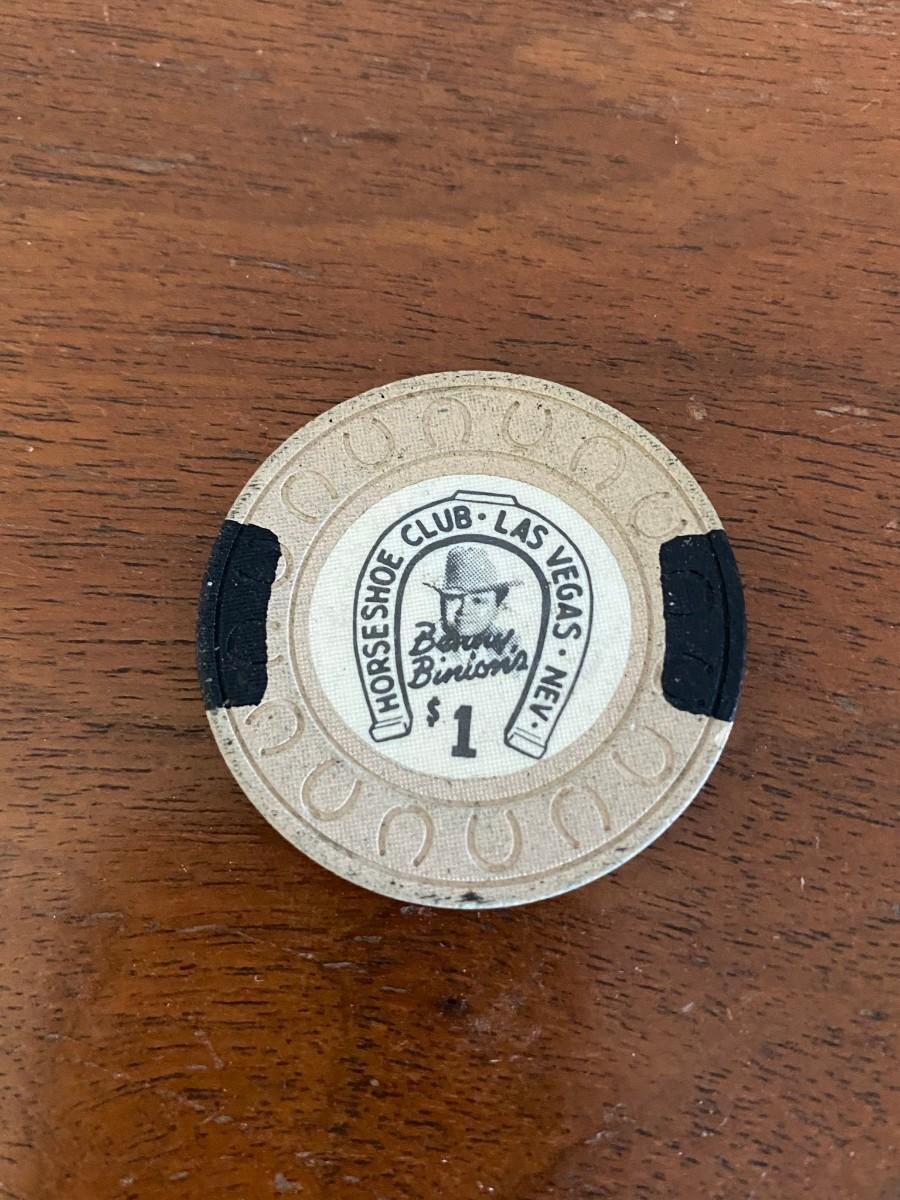 HORSESHOE CLUB · LAS VEGAS · NEV.
Benny
Binion's
$1